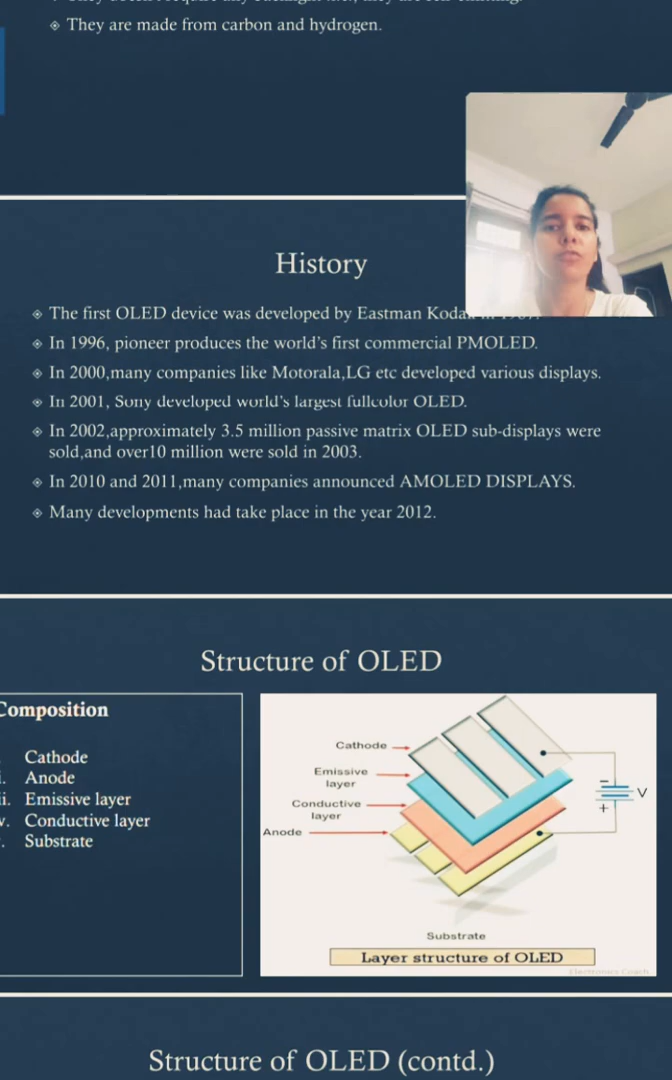 They are made from carbon and hydrogen.
History
The first OLED device was developed by Eastman Kodak
In 1996, pioneer produces the world's first commercial PMOLED.
In 2000,many companies like Motorala,LG etc developed various displays.
In 2001, Sony developed world's largest fullcolor OLED.
In 2002,approximately 3.5 million passive matrix OLED sub-displays were
sold,and over10 million were sold in 2003.
In 2010 and 2011,many companies announced AMOLED DISPLAYS.
Many developments had take place in the year 2012.
Structure of OLED
Composition
Cathode
Anode
Emissive layer
Conductive layer
Substrate
Cathode
Emissive
layer
Conductive
layer
Anode
− V
+
Substrate
Layer structure of OLED
Electronics Coach
Structure of OLED (contd.)